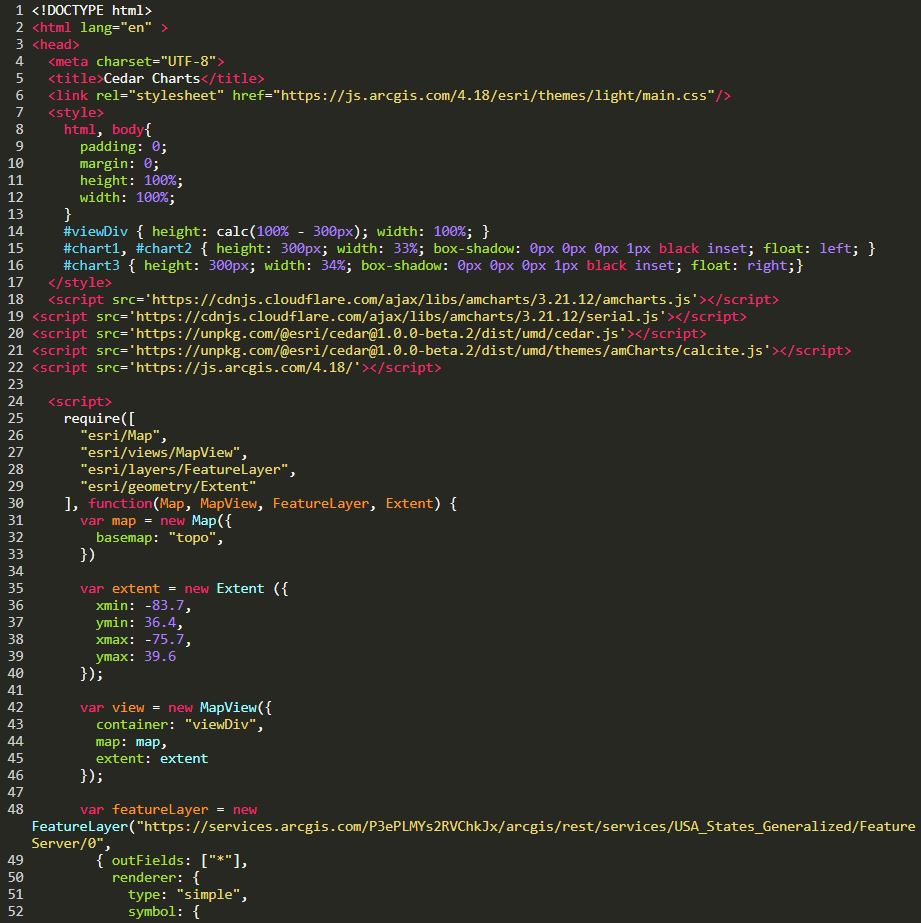 1 <!DOCTYPE html>
2 <html lang="en" >
3 <head>
4   <meta charset="UTF-8">
5   <title>Cedar Charts</title>
6   <link rel="stylesheet" href="https://js.arcgis.com/4.18/esri/themes/light/main.css"/>
7   <style>
8     html, body{
9       padding: 0;
10       margin: 0;
11       height: 100%;
12       width: 100%;
13     }
14     #viewDiv { height: calc(100% - 300px); width: 100%; }
15     #chart1, #chart2 { height: 300px; width: 33%; box-shadow: 0px 0px 0px 1px black inset; float: left; }
16     #chart3 { height: 300px; width: 34%; box-shadow: 0px 0px 0px 1px black inset; float: right;}
17   </style>
18   <script src='https://cdnjs.cloudflare.com/ajax/libs/amcharts/3.21.12/amcharts.js'></script>
19 <script src='https://cdnjs.cloudflare.com/ajax/libs/amcharts/3.21.12/serial.js'></script>
20 <script src='https://unpkg.com/@esri/cedar@1.0.0-beta.2/dist/umd/cedar.js'></script>
21 <script src='https://unpkg.com/@esri/cedar@1.0.0-beta.2/dist/umd/themes/amCharts/calcite.js'></script>
22 <script src='https://js.arcgis.com/4.18/'></script>
23
24   <script>
25     require([
26       "esri/Map",
27       "esri/views/MapView",
28       "esri/layers/FeatureLayer",
29       "esri/geometry/Extent"
30     ], function(Map, MapView, FeatureLayer, Extent) {
31       var map = new Map({
32         basemap: "topo",
33       })
34
35       var extent = new Extent ({
36         xmin: -83.7,
37         ymin: 36.4,
38         xmax: -75.7,
39         ymax: 39.6
40       });
41
42       var view = new MapView({
43         container: "viewDiv",
44         map: map,
45         extent: extent
46       });
47
48       var featureLayer = new
FeatureLayer("https://services.arcgis.com/P3ePLMYs2RVChkJx/arcgis/rest/services/USA_States_Generalized/Feature
Server/0",
49         { outFields: ["*"],
50           renderer: {
51             type: "simple",
52             symbol: {